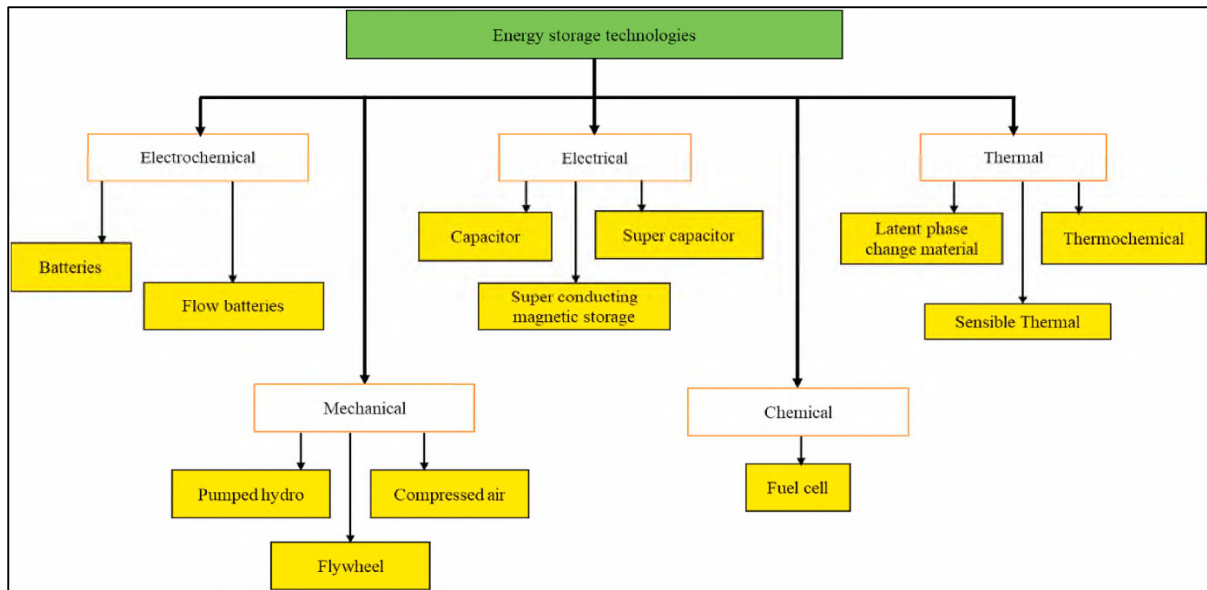 Energy storage technologies
Electrochemical
Electrical
Thermal
Batteries
Flow batteries
Capacitor
Super capacitor
Super conducting
magnetic storage
Latent phase
change material
Thermochemical
Sensible Thermal
Mechanical
Chemical
Pumped hydro
Compressed air
Flywheel
Fuel cell